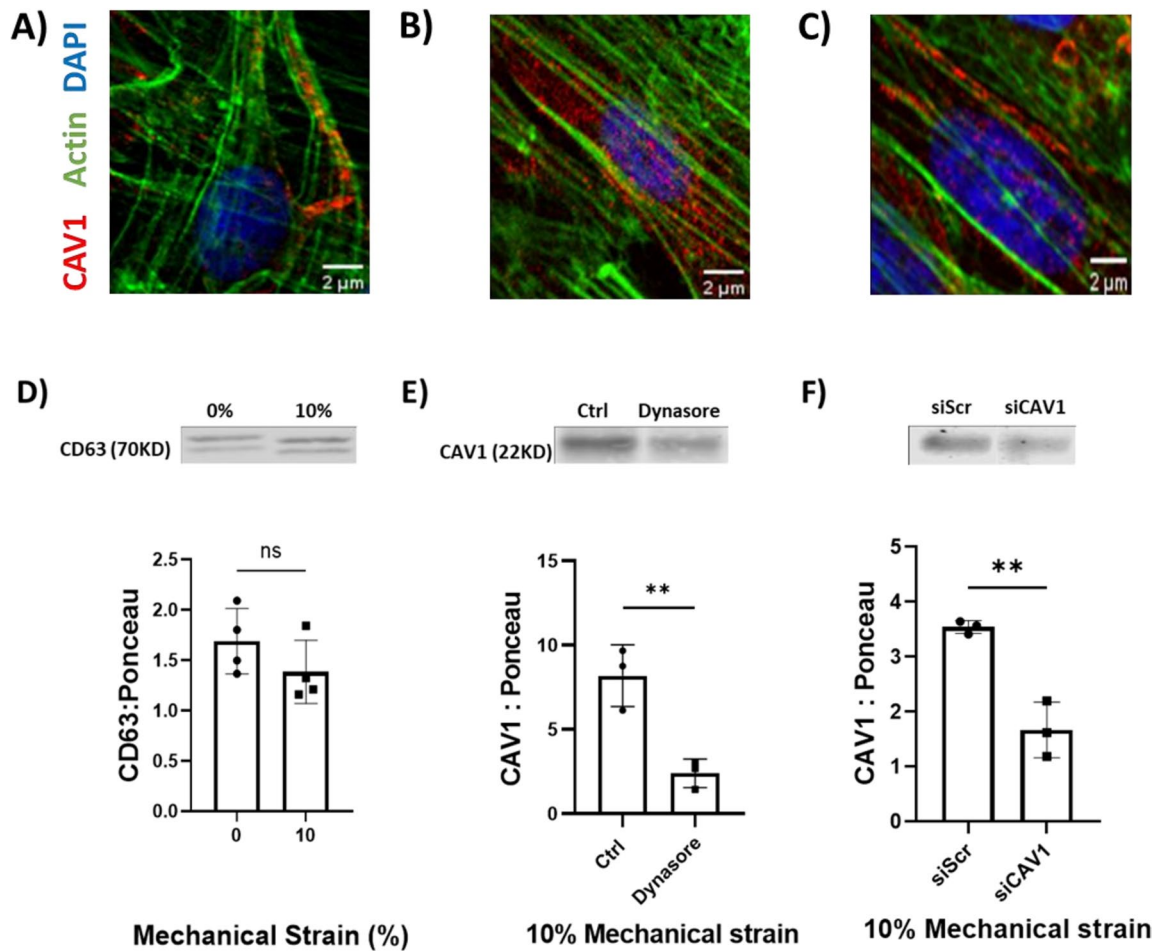 A)
B)
C)
CAV1 Actin DAPI
2 µm
2 µm
2 µm
D)
0% 10%
CD63 (70KD)
E)
Ctrl Dynasore
CAV1 (22KD)
F)
siScr siCAV1
CD63:Ponceau
2.5
2.0
1.5
1.0
0.5
0.0
ns
0 10
Mechanical Strain (%)
CAV1 : Ponceau
15
10
5
0
**
Ctrl
Dynasore
10% Mechanical strain
CAV1 : Ponceau
5
4
3
2
1
0
**
siScr
siCAV1
10% Mechanical strain